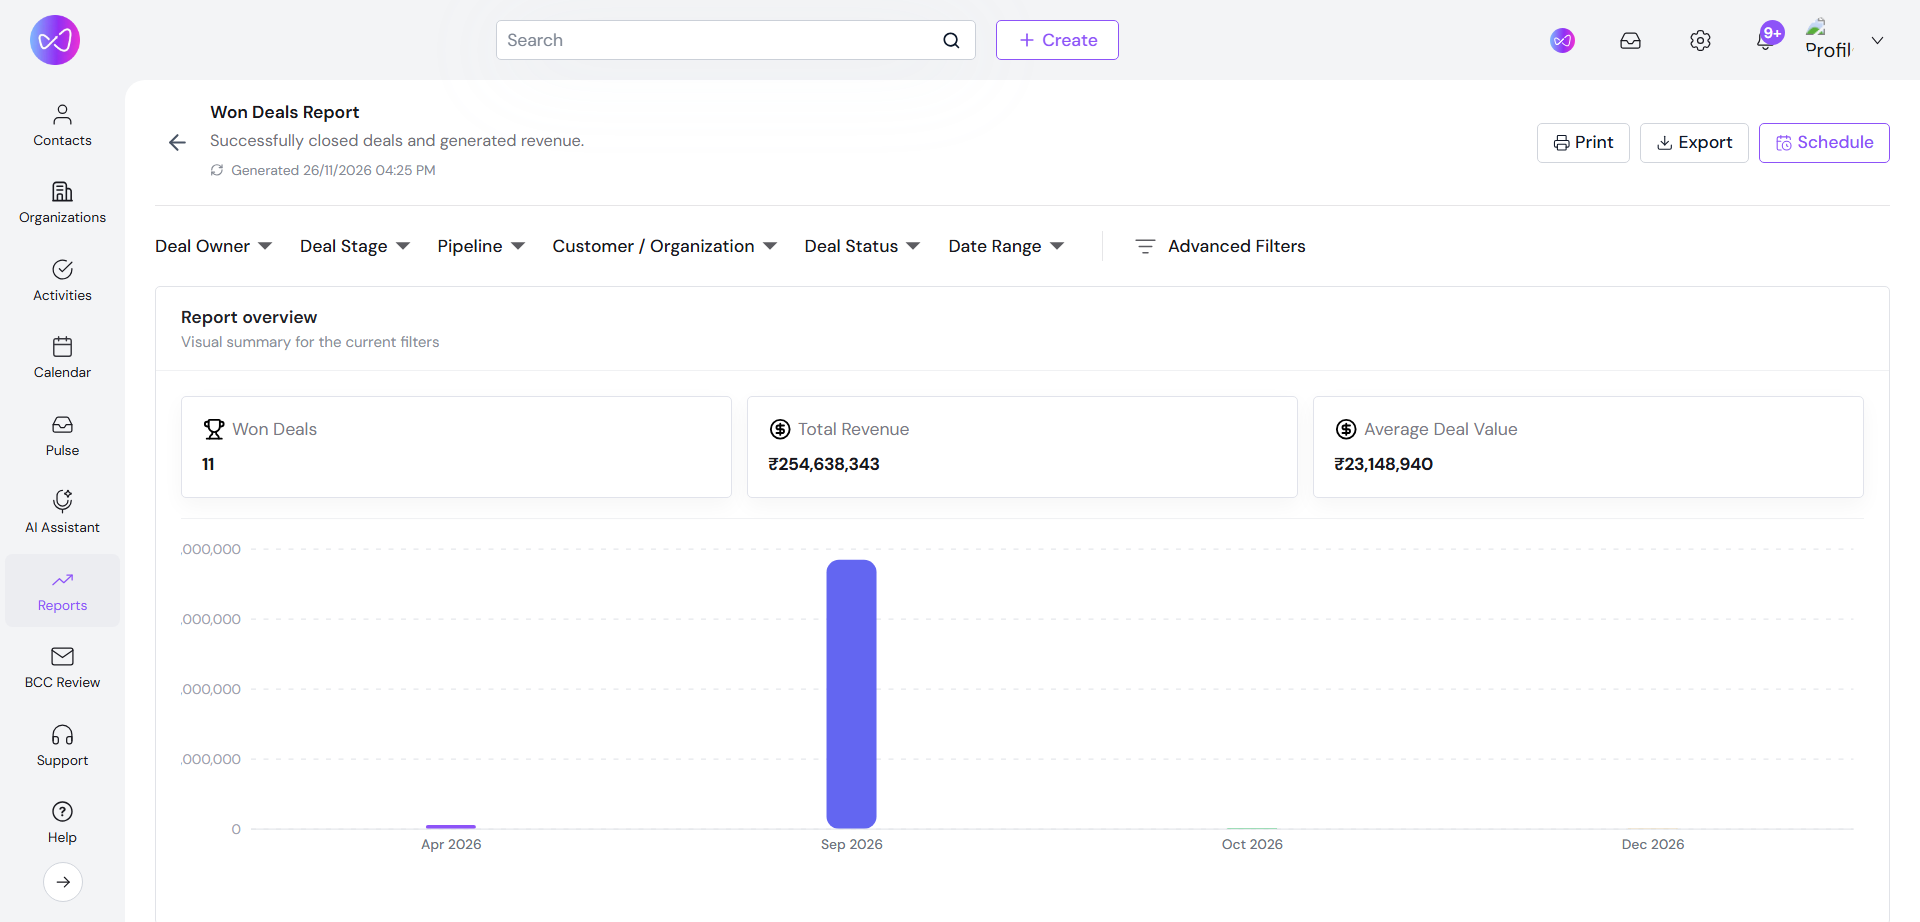 Search
+ Create
9+
Profil
Contacts
Organizations
Activities
Calendar
Pulse
AI Assistant
Reports
BCC Review
Support
Help
Won Deals Report
Successfully closed deals and generated revenue.
Generated 26/11/2026 04:25 PM
Print
Export
Schedule
Deal Owner
Deal Stage
Pipeline
Customer / Organization
Deal Status
Date Range
Advanced Filters
Report overview
Visual summary for the current filters
Won Deals
11
Total Revenue
₹254,638,343
Average Deal Value
₹23,148,940
,000,000
,000,000
,000,000
,000,000
0
Apr 2026
Sep 2026
Oct 2026
Dec 2026